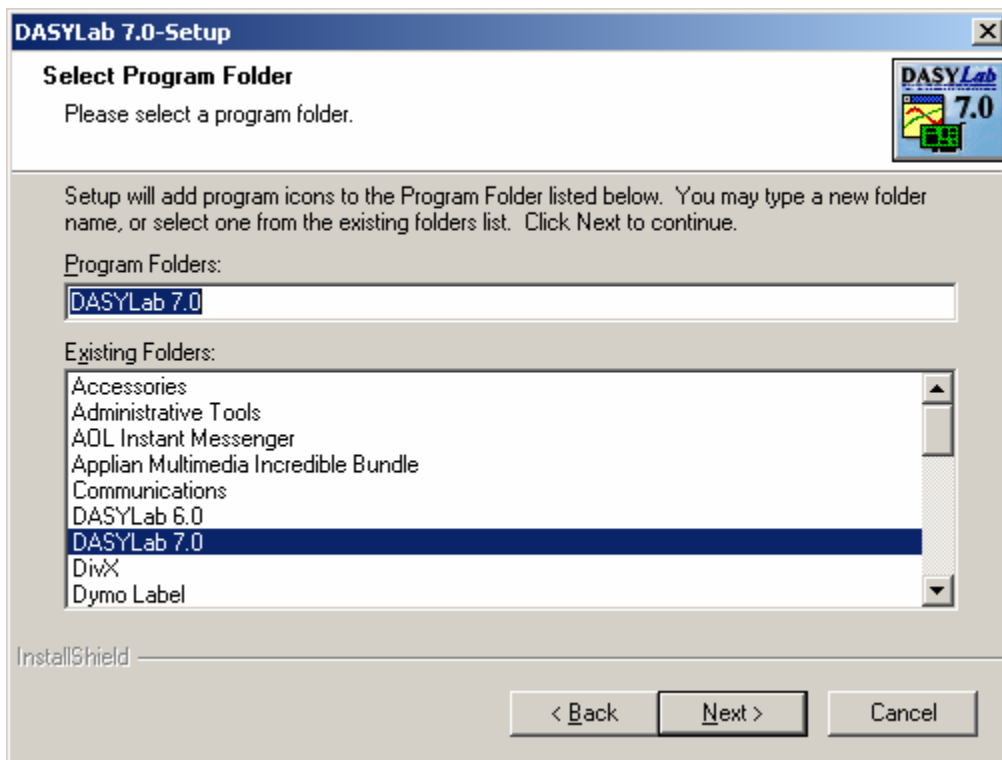 DASYLab 7.0-Setup
Select Program Folder
Please select a program folder.
DASYLab
7.0
Setup will add program icons to the Program Folder listed below.  You may type a new folder
name, or select one from the existing folders list.  Click Next to continue.
Program Folders:
DASYLab 7.0
Existing Folders:
Accessories
Administrative Tools
AOL Instant Messenger
Applian Multimedia Incredible Bundle
Communications
DASYLab 6.0
DASYLab 7.0
DivX
Dymo Label
InstallShield
< Back
Next >
Cancel